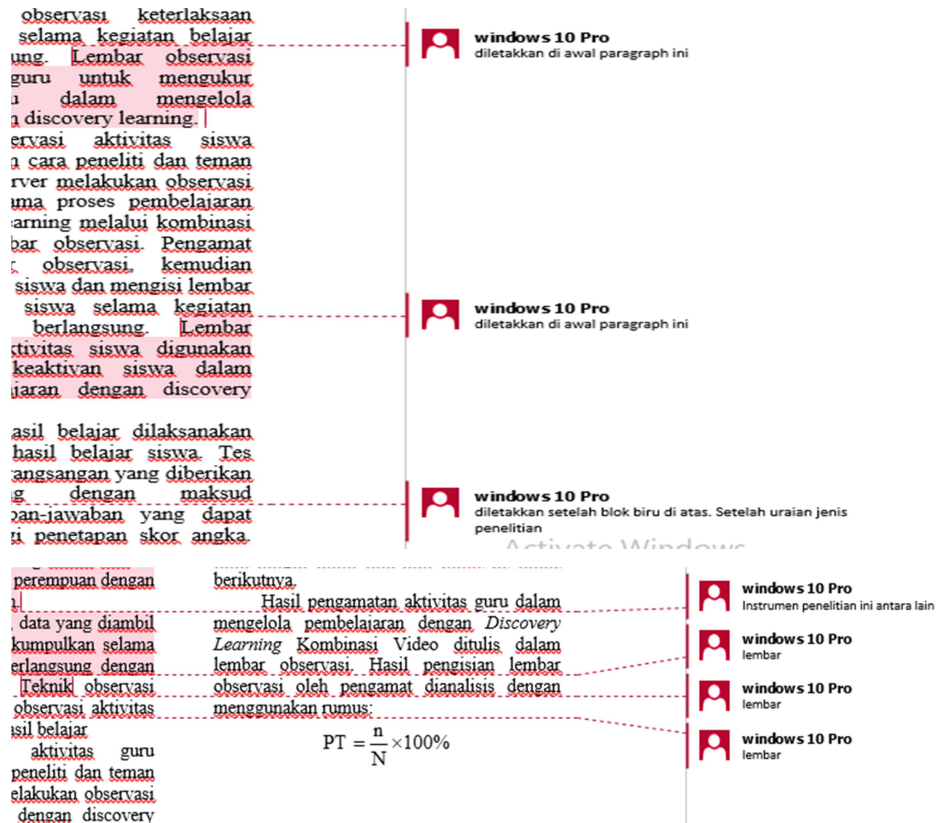 observasi keterlaksaan
selama kegiatan belajar
ung. Lembar observasi
guru untuk mengukur
u dalam mengelola
n discovery learning.
ervasi aktivitas siswa
n cara peneliti dan teman
rver melakukan observasi
ama proses pembelajaran
earning melalui kombinasi
bar observasi. Pengamat
r observasi, kemudian
siswa dan mengisi lembar
siswa selama kegiatan
berlangsung. Lembar
ktivitas siswa digunakan
keaktivan siswa dalam
ajaran dengan discovery
asil belajar dilaksanakan
hasil belajar siswa. Tes
angsangan yang diberikan
g dengan maksud
ban-jawaban yang dapat
gi penetapan skor angka.
windows 10 Pro
diletakkan di awal paragraph ini
windows 10 Pro
diletakkan di awal paragraph ini
windows 10 Pro
diletakkan setelah blok biru di atas. Setelah uraian jenis
penelitian
Activate Windows
perempuan dengan
n.
data yang diambil
kumpulkan selama
erlangsung dengan
Teknik observasi
observasi aktivitas
asil belajar
aktivitas guru
peneliti dan teman
elakukan observasi
dengan discovery
berikutnya.
Hasil pengamatan aktivitas guru dalam
mengelola pembelajaran dengan Discovery
Learning Kombinasi Video ditulis dalam
lembar observasi. Hasil pengisian lembar
observasi oleh pengamat dianalisis dengan
menggunakan rumus:
PT = n/N ×100%
windows 10 Pro
Instrumen penelitian ini antara lain
windows 10 Pro
lembar
windows 10 Pro
lembar
windows 10 Pro
lembar